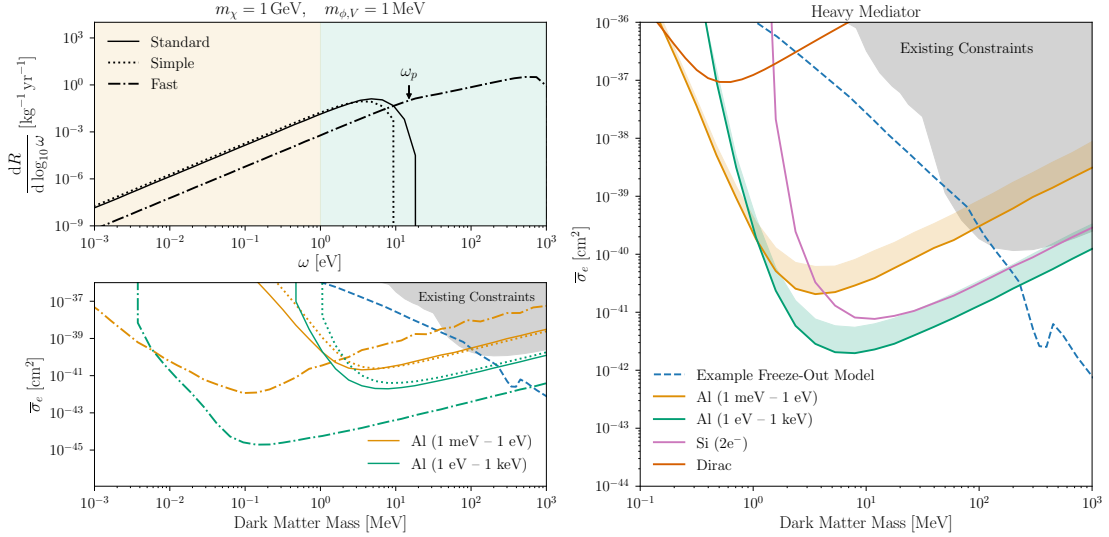 m_χ = 1 GeV, m_{ϕ,V} = 1 MeV
10^4
10^2
10^0
10^{-3}
10^{-6}
10^{-9}
dR / d log_{10} ω [kg^{-1} yr^{-1}]
Standard
Simple
Fast
ω_p
10^{-3} 10^{-2} 10^{-1} 10^0 10^1 10^2 10^3
ω [eV]
10^{-37}
10^{-39}
10^{-41}
10^{-43}
10^{-45}
σ̅_e [cm^2]
Existing Constraints
Al (1 meV – 1 eV)
Al (1 eV – 1 keV)
10^{-3} 10^{-2} 10^{-1} 10^0 10^1 10^2 10^3
Dark Matter Mass [MeV]
Heavy Mediator
10^{-36}
10^{-37}
10^{-38}
10^{-39}
10^{-40}
10^{-41}
10^{-42}
10^{-43}
10^{-44}
σ̅_e [cm^2]
Existing Constraints
Example Freeze-Out Model
Al (1 meV – 1 eV)
Al (1 eV – 1 keV)
Si (2e^-)
Dirac
10^{-1} 10^0 10^1 10^2 10^3
Dark Matter Mass [MeV]